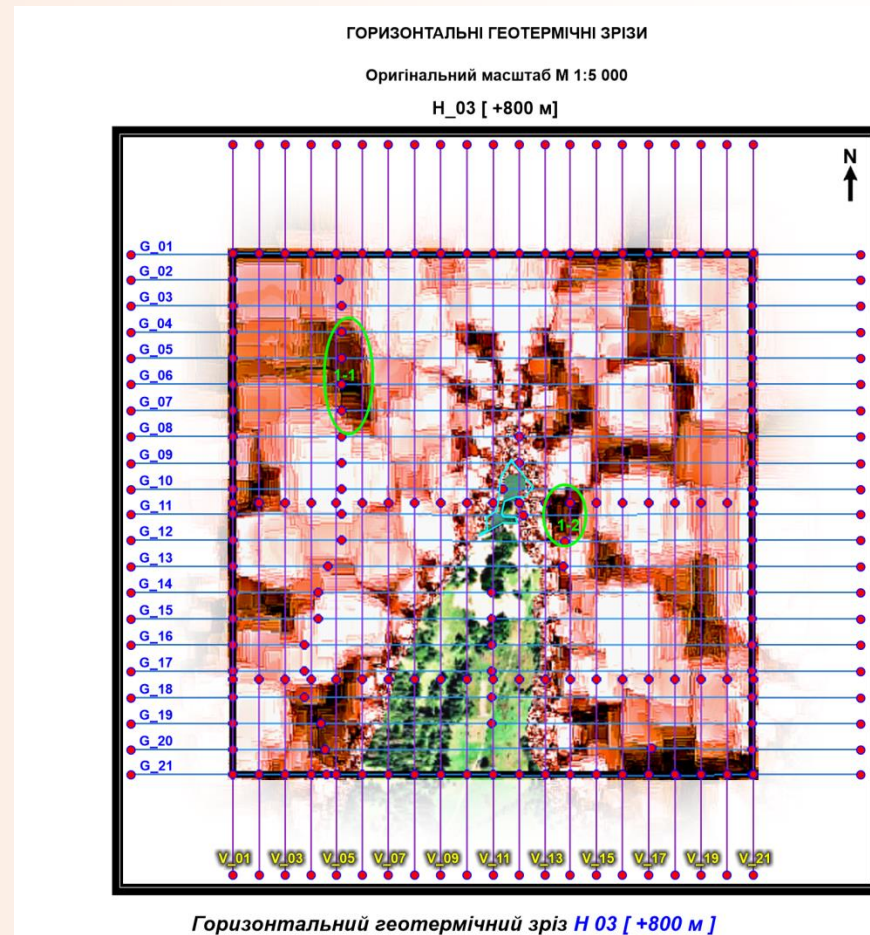 ГОРИЗОНТАЛЬНІ ГЕОТЕРМІЧНІ ЗРІЗИ
Оригінальний масштаб М 1:5 000
Н_03 [ +800 м]
N
G_01
G_02
G_03
G_04
G_05
1-1
G_06
G_07
G_08
G_09
G_10
G_11
1-2
G_12
G_13
G_14
G_15
G_16
G_17
G_18
G_19
G_20
G_21
V_01 V_03 V_05 V_07 V_09 V_11 V_13 V_15 V_17 V_19 V_21
Горизонтальний геотермічний зріз Н 03 [ +800 м ]